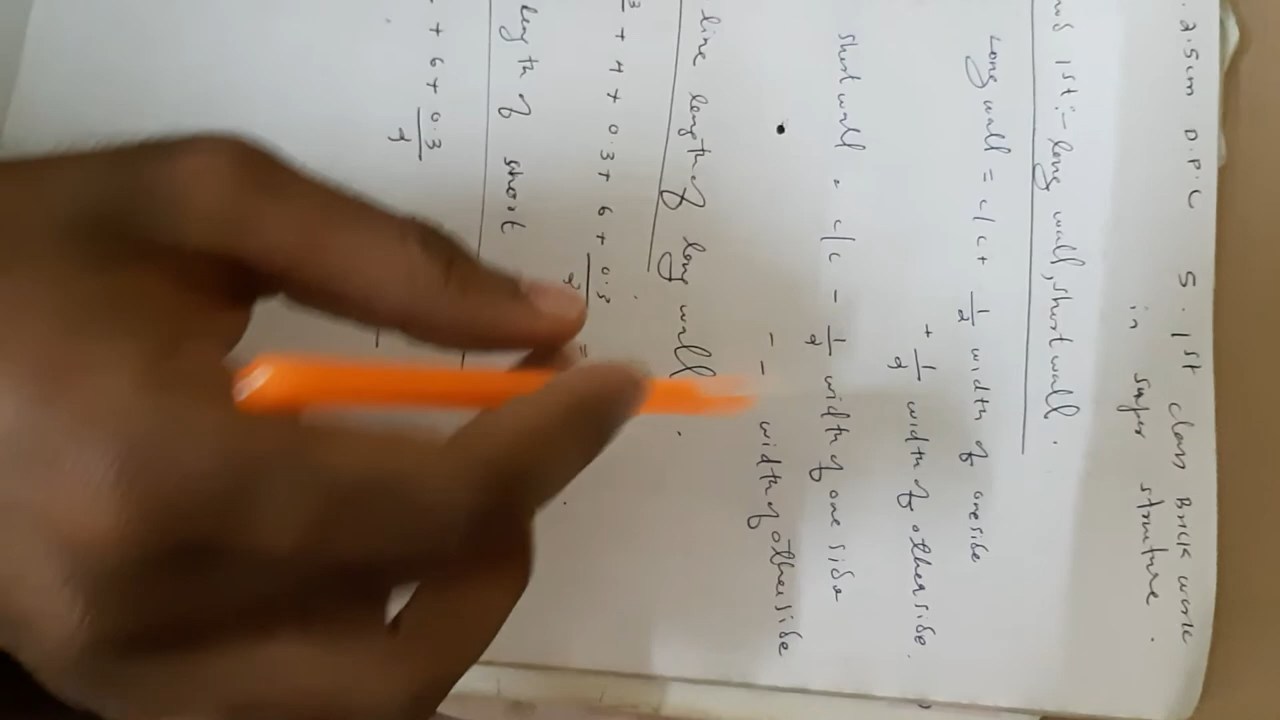 . 2.5cm D.P.C 5. 1st class Brick work
in super structure.
1st:- long wall, short wall.
Long wall = c/c + 1/2 width of one side
+ 1/2 width of other side.
Short wall = c/c - 1/2 width of one side
- - width of other side
line length of long wall
+ 4 + 0.3 + 6 + 0.3/2 =
length of short
+ 6 + 0.3/2